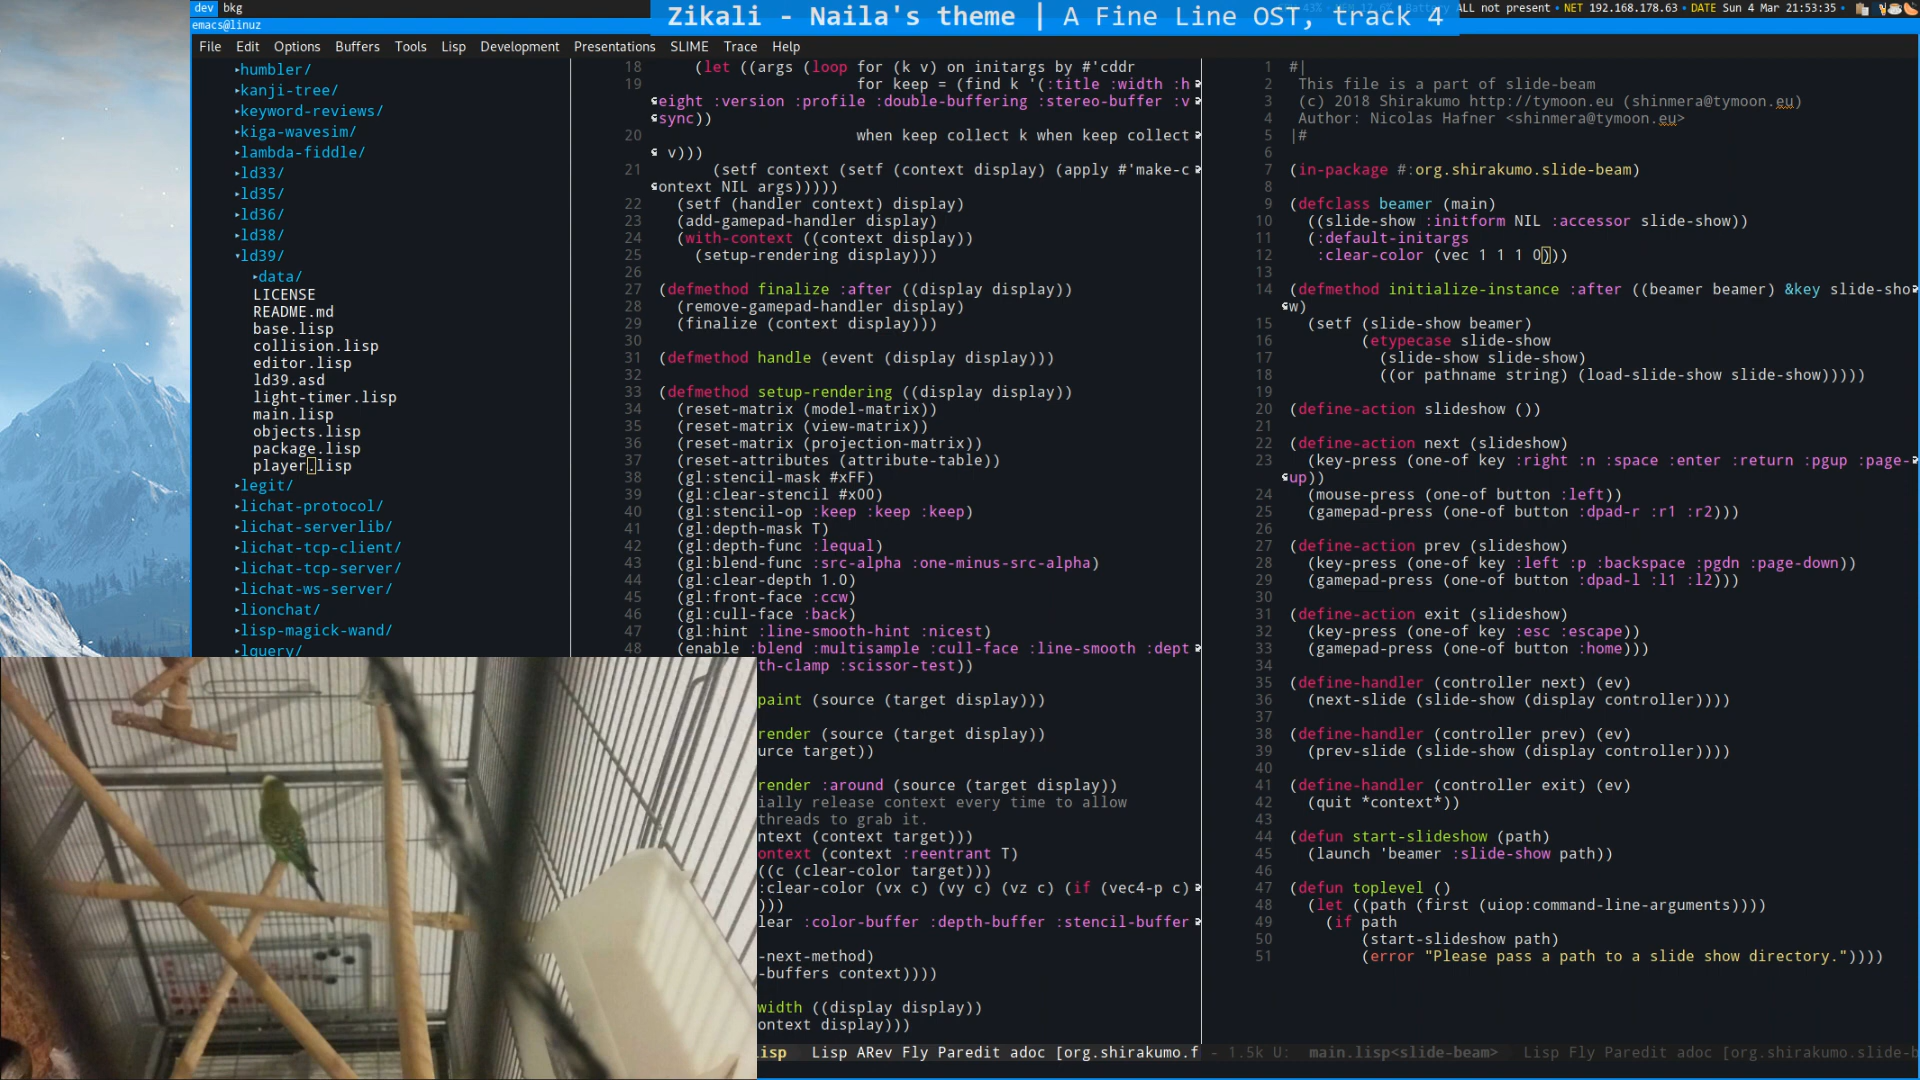 dev bkg
Zikali - Naila's theme | A Fine Line OST, track 4
ALL not present • NET 192.168.178.63 • DATE Sun 4 Mar 21:53:35 •
emacs@linuz
File Edit Options Buffers Tools Lisp Development Presentations SLIME Trace Help
▸humbler/
▸kanji-tree/
▸keyword-reviews/
▸kiga-wavesim/
▸lambda-fiddle/
▸ld33/
▸ld35/
▸ld36/
▸ld38/
▾ld39/
▸data/
LICENSE
README.md
base.lisp
collision.lisp
editor.lisp
ld39.asd
light-timer.lisp
main.lisp
objects.lisp
package.lisp
player.lisp
▸legit/
▸lichat-protocol/
▸lichat-serverlib/
▸lichat-tcp-client/
▸lichat-tcp-server/
▸lichat-ws-server/
▸lionchat/
▸lisp-magick-wand/
▸lquery/
18 (let ((args (loop for (k v) on initargs by #'cddr
19 for keep = (find k '(:title :width :h
eight :version :profile :double-buffering :stereo-buffer :v
sync))
20 when keep collect k when keep collect
v)))
21 (setf context (setf (context display) (apply #'make-c
ontext NIL args)))))
22 (setf (handler context) display)
23 (add-gamepad-handler display)
24 (with-context ((context display))
25 (setup-rendering display)))
26
27 (defmethod finalize :after ((display display))
28 (remove-gamepad-handler display)
29 (finalize (context display)))
30
31 (defmethod handle (event (display display)))
32
33 (defmethod setup-rendering ((display display))
34 (reset-matrix (model-matrix))
35 (reset-matrix (view-matrix))
36 (reset-matrix (projection-matrix))
37 (reset-attributes (attribute-table))
38 (gl:stencil-mask #xFF)
39 (gl:clear-stencil #x00)
40 (gl:stencil-op :keep :keep :keep)
41 (gl:depth-mask T)
42 (gl:depth-func :lequal)
43 (gl:blend-func :src-alpha :one-minus-src-alpha)
44 (gl:clear-depth 1.0)
45 (gl:front-face :ccw)
46 (gl:cull-face :back)
47 (gl:hint :line-smooth-hint :nicest)
48 (enable :blend :multisample :cull-face :line-smooth :dept
th-clamp :scissor-test))
paint (source (target display)))
render (source (target display))
urce target))
render :around (source (target display))
ially release context every time to allow
threads to grab it.
ntext (context target)))
ontext (context :reentrant T)
((c (clear-color target)))
:clear-color (vx c) (vy c) (vz c) (if (vec4-p c)
)))
lear :color-buffer :depth-buffer :stencil-buffer
-next-method)
-buffers context))))
width ((display display))
ontext display)))
isp Lisp ARev Fly Paredit adoc [org.shirakumo.f
1 #|
2 This file is a part of slide-beam
3 (c) 2018 Shirakumo http://tymoon.eu (shinmera@tymoon.eu)
4 Author: Nicolas Hafner <shinmera@tymoon.eu>
5 |#
6
7 (in-package #:org.shirakumo.slide-beam)
8
9 (defclass beamer (main)
10 ((slide-show :initform NIL :accessor slide-show))
11 (:default-initargs
12 :clear-color (vec 1 1 1 0)))
13
14 (defmethod initialize-instance :after ((beamer beamer) &key slide-sho
w)
15 (setf (slide-show beamer)
16 (etypecase slide-show
17 (slide-show slide-show)
18 ((or pathname string) (load-slide-show slide-show)))))
19
20 (define-action slideshow ())
21
22 (define-action next (slideshow)
23 (key-press (one-of key :right :n :space :enter :return :pgup :page-
up))
24 (mouse-press (one-of button :left))
25 (gamepad-press (one-of button :dpad-r :r1 :r2)))
26
27 (define-action prev (slideshow)
28 (key-press (one-of key :left :p :backspace :pgdn :page-down))
29 (gamepad-press (one-of button :dpad-l :l1 :l2)))
30
31 (define-action exit (slideshow)
32 (key-press (one-of key :esc :escape))
33 (gamepad-press (one-of button :home)))
34
35 (define-handler (controller next) (ev)
36 (next-slide (slide-show (display controller))))
37
38 (define-handler (controller prev) (ev)
39 (prev-slide (slide-show (display controller))))
40
41 (define-handler (controller exit) (ev)
42 (quit *context*))
43
44 (defun start-slideshow (path)
45 (launch 'beamer :slide-show path))
46
47 (defun toplevel ()
48 (let ((path (first (uiop:command-line-arguments))))
49 (if path
50 (start-slideshow path)
51 (error "Please pass a path to a slide show directory."))))
- 1.5k U: main.lisp<slide-beam> Lisp Fly Paredit adoc [org.shirakumo.slide-b